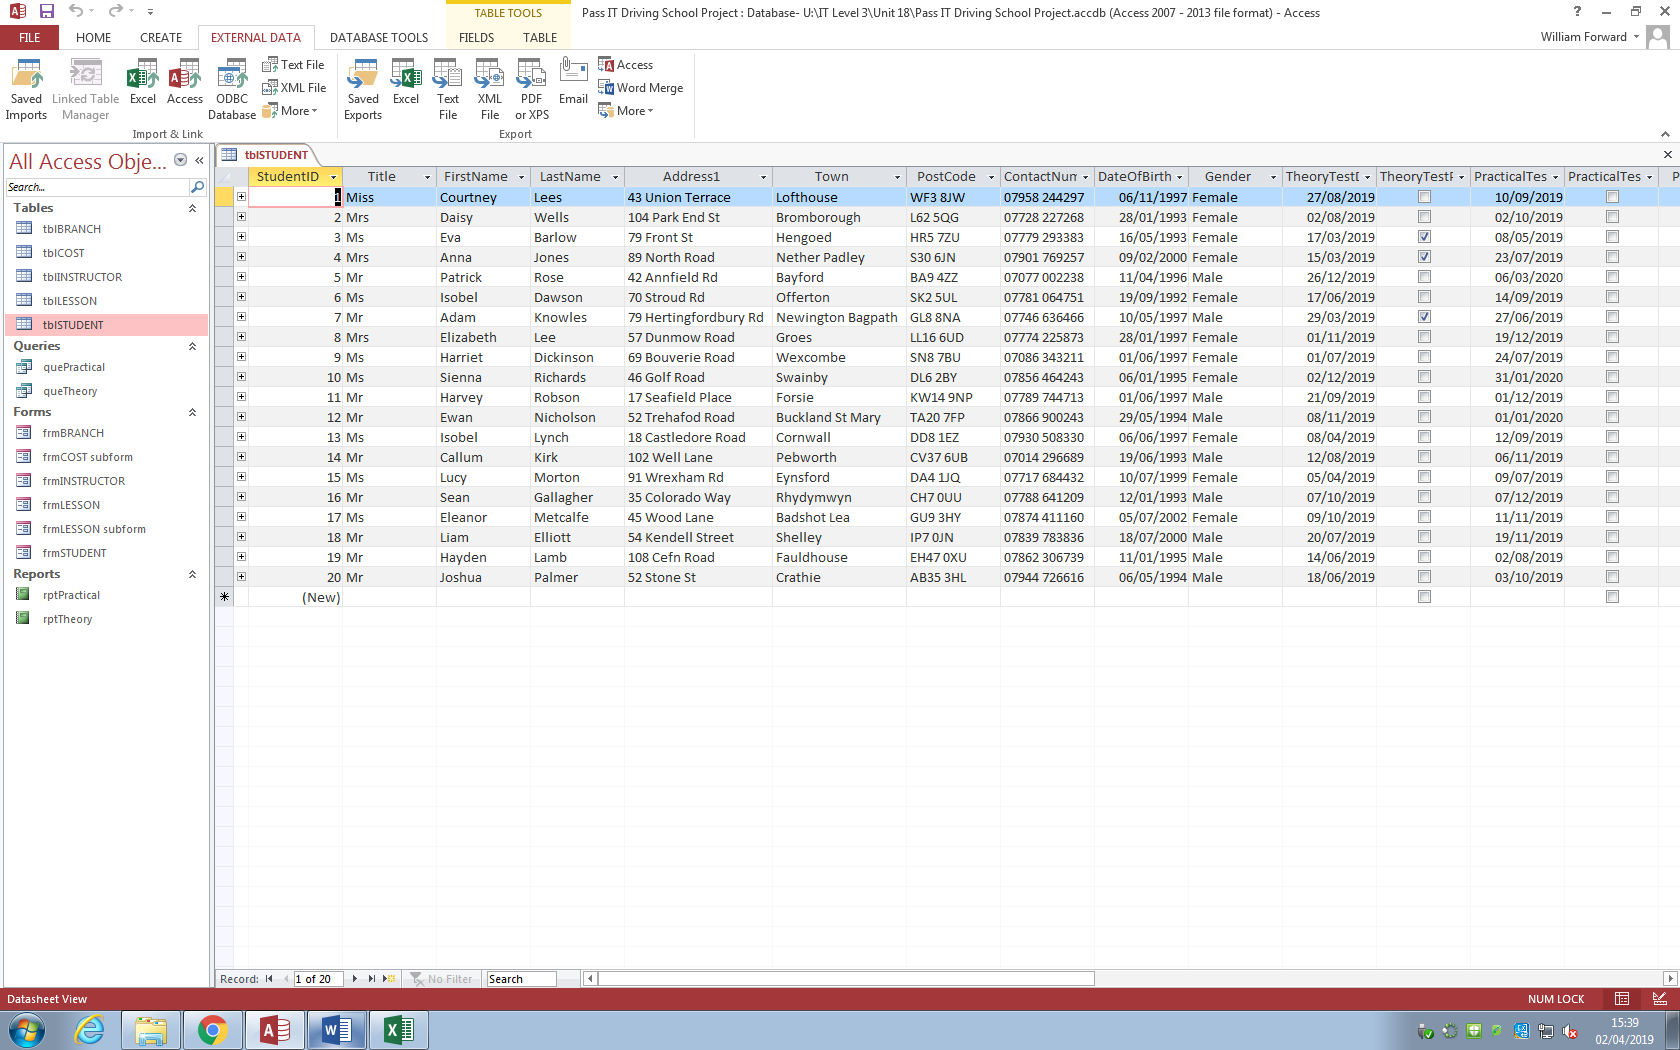 TABLE TOOLS
Pass IT Driving School Project : Database- U:\IT Level 3\Unit 18\Pass IT Driving School Project.accdb (Access 2007 - 2013 file format) - Access
FILE HOME CREATE EXTERNAL DATA DATABASE TOOLS FIELDS TABLE
William Forward
Saved Imports
Linked Table Manager
Excel
Access
ODBC Database
Text File
XML File
More
Import & Link
Saved Exports
Excel
Text File
XML File
PDF or XPS
Email
Access
Word Merge
More
Export
All Access Obje...
Search...
Tables
tblBRANCH
tblCOST
tblINSTRUCTOR
tblLESSON
tblSTUDENT
Queries
quePractical
queTheory
Forms
frmBRANCH
frmCOST subform
frmINSTRUCTOR
frmLESSON
frmLESSON subform
frmSTUDENT
Reports
rptPractical
rptTheory
tblSTUDENT
StudentID Title FirstName LastName Address1 Town PostCode ContactNum DateOfBirth Gender TheoryTestD TheoryTestP PracticalTes PracticalTes P
1 Miss Courtney Lees 43 Union Terrace Lofthouse WF3 8JW 07958 244297 06/11/1997 Female 27/08/2019 10/09/2019
2 Mrs Daisy Wells 104 Park End St Bromborough L62 5QG 07728 227268 28/01/1993 Female 02/08/2019 02/10/2019
3 Ms Eva Barlow 79 Front St Hengoed HR5 7ZU 07779 293383 16/05/1993 Female 17/03/2019 08/05/2019
4 Mrs Anna Jones 89 North Road Nether Padley S30 6JN 07901 769257 09/02/2000 Female 15/03/2019 23/07/2019
5 Mr Patrick Rose 42 Annfield Rd Bayford BA9 4ZZ 07077 002238 11/04/1996 Male 26/12/2019 06/03/2020
6 Ms Isobel Dawson 70 Stroud Rd Offerton SK2 5UL 07781 064751 19/09/1992 Female 17/06/2019 14/09/2019
7 Mr Adam Knowles 79 Hertingfordbury Rd Newington Bagpath GL8 8NA 07746 636466 10/05/1997 Male 29/03/2019 27/06/2019
8 Mrs Elizabeth Lee 57 Dunmow Road Groes LL16 6UD 07774 225873 28/01/1997 Female 01/11/2019 19/12/2019
9 Ms Harriet Dickinson 69 Bouverie Road Wexcombe SN8 7BU 07086 343211 01/06/1997 Female 01/07/2019 24/07/2019
10 Ms Sienna Richards 46 Golf Road Swainby DL6 2BY 07856 464243 06/01/1995 Female 02/12/2019 31/01/2020
11 Mr Harvey Robson 17 Seafield Place Forsie KW14 9NP 07789 744713 01/06/1997 Male 21/09/2019 01/12/2019
12 Mr Ewan Nicholson 52 Trehafod Road Buckland St Mary TA20 7FP 07866 900243 29/05/1994 Male 08/11/2019 01/01/2020
13 Ms Isobel Lynch 18 Castledore Road Cornwall DD8 1EZ 07930 508330 06/06/1997 Female 08/04/2019 12/09/2019
14 Mr Callum Kirk 102 Well Lane Pebworth CV37 6UB 07014 296689 19/06/1993 Male 12/08/2019 06/11/2019
15 Ms Lucy Morton 91 Wrexham Rd Eynsford DA4 1JQ 07717 684432 10/07/1999 Female 05/04/2019 09/07/2019
16 Mr Sean Gallagher 35 Colorado Way Rhydymwyn CH7 0UU 07788 641209 12/01/1993 Male 07/10/2019 07/12/2019
17 Ms Eleanor Metcalfe 45 Wood Lane Badshot Lea GU9 3HY 07874 411160 05/07/2002 Female 09/10/2019 11/11/2019
18 Mr Liam Elliott 54 Kendell Street Shelley IP7 0JN 07839 783836 18/07/2000 Male 20/07/2019 19/11/2019
19 Mr Hayden Lamb 108 Cefn Road Fauldhouse EH47 0XU 07862 306739 11/01/1995 Male 14/06/2019 02/08/2019
20 Mr Joshua Palmer 52 Stone St Crathie AB35 3HL 07944 726616 06/05/1994 Male 18/06/2019 03/10/2019
(New)
Record: 1 of 20 No Filter Search
Datasheet View NUM LOCK
15:39
02/04/2019